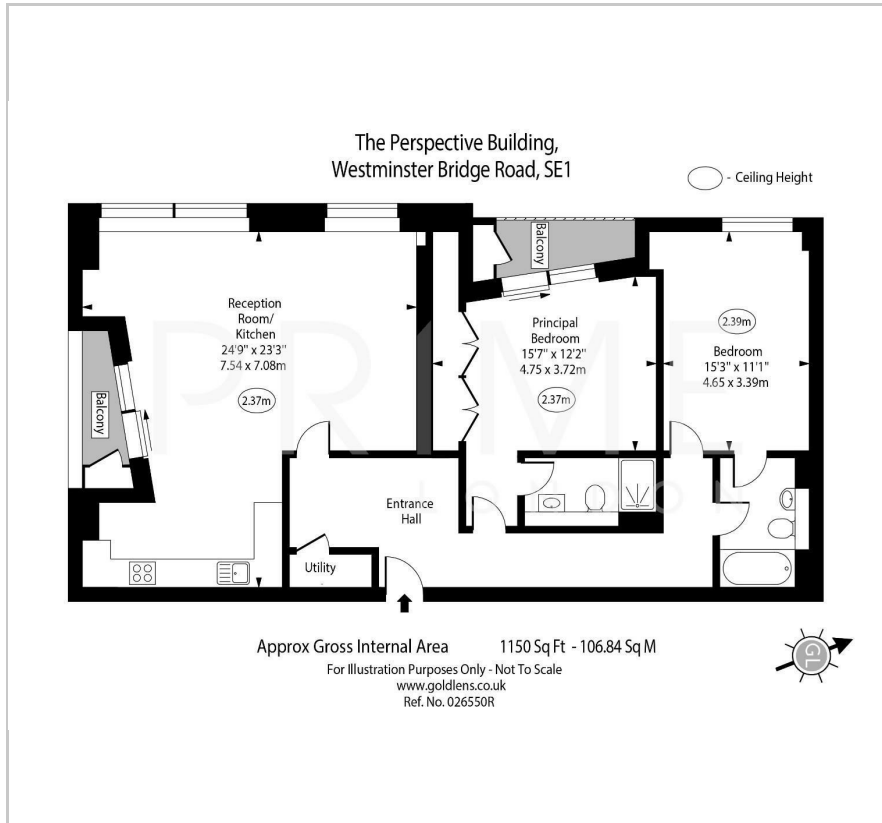 The Perspective Building,
Westminster Bridge Road, SE1
- Ceiling Height
Balcony
Reception
Room/
Kitchen
24'9" x 23'3"
7.54 x 7.08m
2.37m
Balcony
Principal
Bedroom
15'7" x 12'2"
4.75 x 3.72m
2.37m
2.39m
Bedroom
15'3" x 11'1"
4.65 x 3.39m
PRIME
LONDON
Entrance
Hall
Utility
Approx Gross Internal Area 1150 Sq Ft - 106.84 Sq M
For Illustration Purposes Only - Not To Scale
www.goldlens.co.uk
Ref. No. 026550R
GL